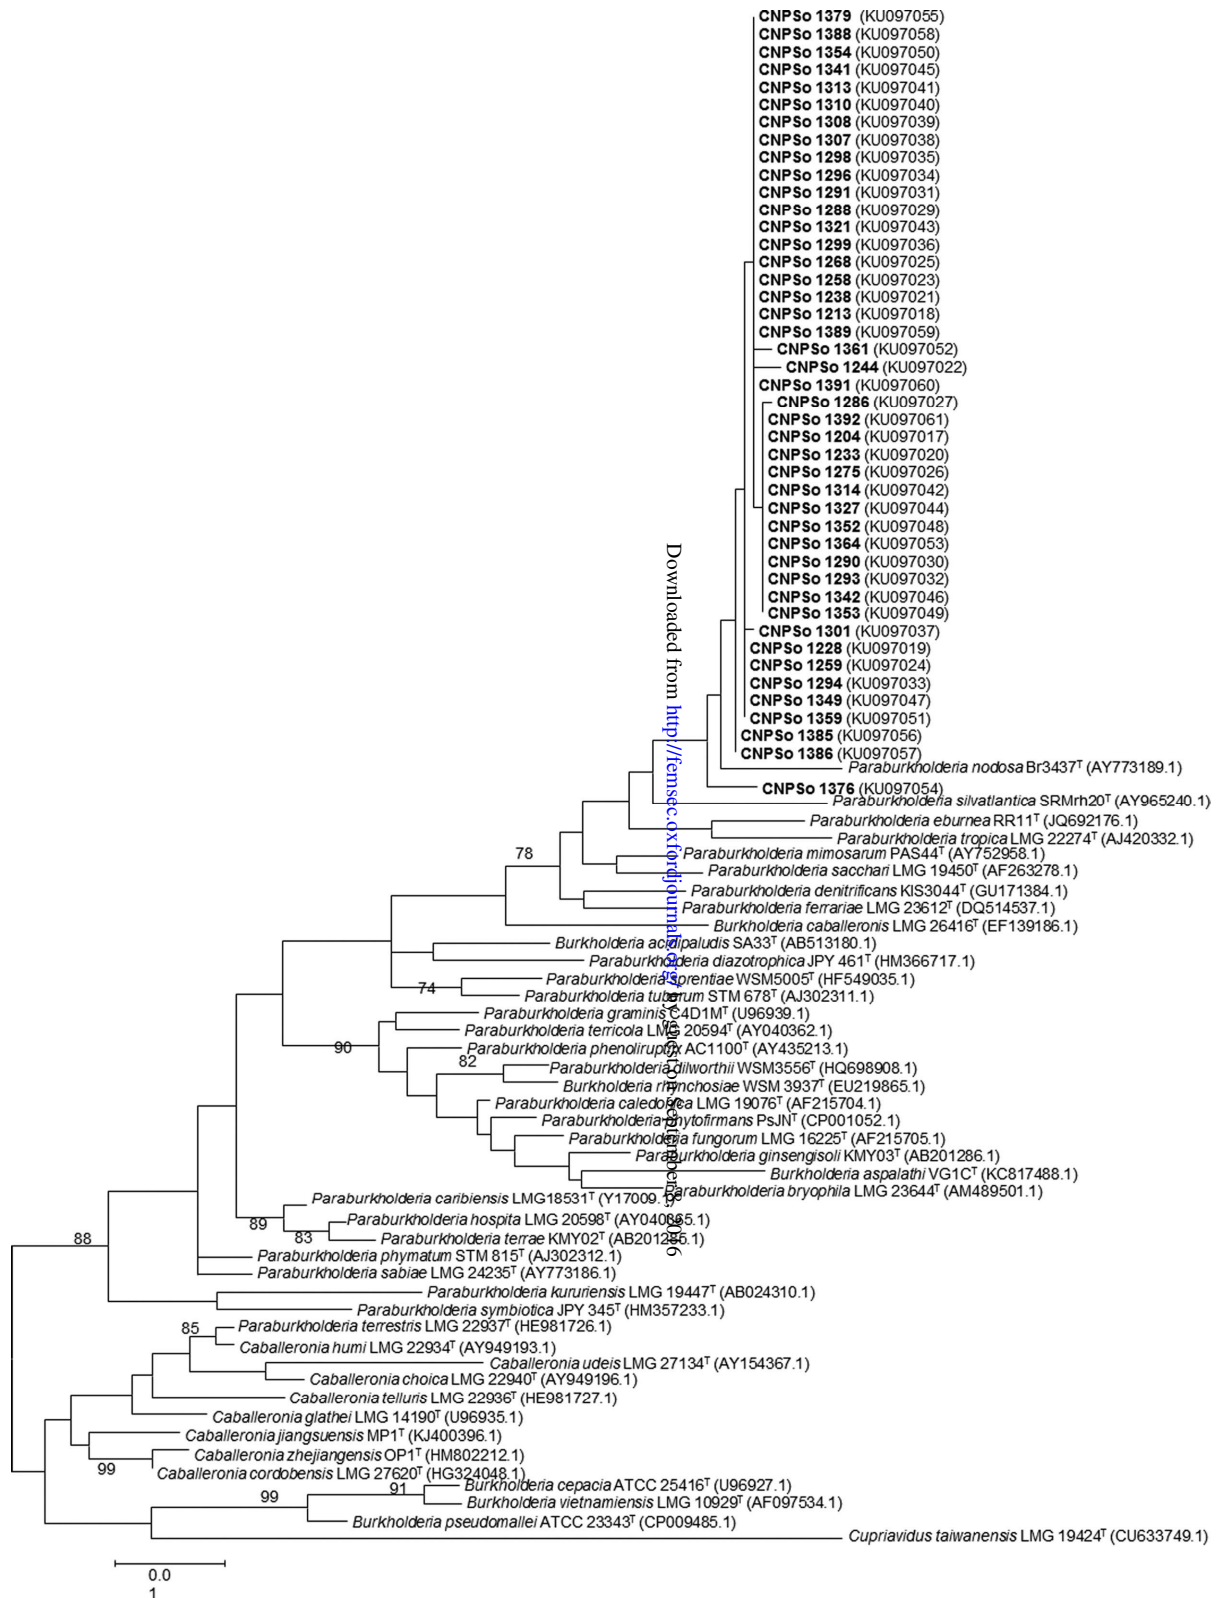 CNPSo 1379 (KU097055)
CNPSo 1388 (KU097058)
CNPSo 1354 (KU097050)
CNPSo 1341 (KU097045)
CNPSo 1313 (KU097041)
CNPSo 1310 (KU097040)
CNPSo 1308 (KU097039)
CNPSo 1307 (KU097038)
CNPSo 1298 (KU097035)
CNPSo 1296 (KU097034)
CNPSo 1291 (KU097031)
CNPSo 1288 (KU097029)
CNPSo 1321 (KU097043)
CNPSo 1299 (KU097036)
CNPSo 1268 (KU097025)
CNPSo 1258 (KU097023)
CNPSo 1238 (KU097021)
CNPSo 1213 (KU097018)
CNPSo 1389 (KU097059)
CNPSo 1361 (KU097052)
CNPSo 1244 (KU097022)
CNPSo 1391 (KU097060)
CNPSo 1286 (KU097027)
CNPSo 1392 (KU097061)
CNPSo 1204 (KU097017)
CNPSo 1233 (KU097020)
CNPSo 1275 (KU097026)
CNPSo 1314 (KU097042)
CNPSo 1327 (KU097044)
CNPSo 1352 (KU097048)
CNPSo 1364 (KU097053)
CNPSo 1290 (KU097030)
CNPSo 1293 (KU097032)
CNPSo 1342 (KU097046)
CNPSo 1353 (KU097049)
CNPSo 1301 (KU097037)
CNPSo 1228 (KU097019)
CNPSo 1259 (KU097024)
CNPSo 1294 (KU097033)
CNPSo 1349 (KU097047)
CNPSo 1359 (KU097051)
CNPSo 1385 (KU097056)
CNPSo 1386 (KU097057)
Paraburkholderia nodosa Br3437T (AY773189.1)
CNPSo 1376 (KU097054)
Paraburkholderia silvatlantica SRMrh20T (AY965240.1)
Paraburkholderia eburnea RR11T (JQ692176.1)
Paraburkholderia tropica LMG 22274T (AJ420332.1)
78
Paraburkholderia mimosarum PAS44T (AY752958.1)
Paraburkholderia sacchari LMG 19450T (AF263278.1)
Paraburkholderia denitrificans KIS3044T (GU171384.1)
Paraburkholderia ferrariae LMG 23612T (DQ514537.1)
Burkholderia caballeronis LMG 26416T (EF139186.1)
Burkholderia acidipaludis SA33T (AB513180.1)
Paraburkholderia diazotrophica JPY 461T (HM366717.1)
Paraburkholderia sprentiae WSM5005T (HF549035.1)
74
Paraburkholderia tuberum STM 678T (AJ302311.1)
Paraburkholderia graminis C4D1MT (U96939.1)
Paraburkholderia terricola LMG 20594T (AY040362.1)
90
Paraburkholderia phenoliruptrix AC1100T (AY435213.1)
82
Paraburkholderia dilworthii WSM3556T (HQ698908.1)
Burkholderia rhynchosiae WSM 3937T (EU219865.1)
Paraburkholderia caledonica LMG 19076T (AF215704.1)
Paraburkholderia phytofirmans PsJNT (CP001052.1)
Paraburkholderia fungorum LMG 16225T (AF215705.1)
Paraburkholderia ginsengisoli KMY03T (AB201286.1)
Burkholderia aspalathi VG1CT (KC817488.1)
Paraburkholderia bryophila LMG 23644T (AM489501.1)
Paraburkholderia caribiensis LMG18531T (Y17009.1)
89
Paraburkholderia hospita LMG 20598T (AY040365.1)
83
Paraburkholderia terrae KMY02T
88
Paraburkholderia phymatum STM 815T (AJ302312.1)
Paraburkholderia sabiae LMG 24235T (AY773186.1)
Paraburkholderia kururiensis LMG 19447T (AB024310.1)
Paraburkholderia symbiotica JPY 345T (HM357233.1)
85
Paraburkholderia terrestris LMG 22937T (HE981726.1)
Caballeronia humi LMG 22934T (AY949193.1)
Caballeronia udeis LMG 27134T (AY154367.1)
Caballeronia choica LMG 22940T (AY949196.1)
Caballeronia telluris LMG 22936T (HE981727.1)
Caballeronia glathei LMG 14190T (U96935.1)
Caballeronia jiangsuensis MP1T (KJ400396.1)
Caballeronia zhejiangensis OP1T (HM802212.1)
99
Caballeronia cordobensis LMG 27620T (HG324048.1)
Burkholderia cepacia ATCC 25416T (U96927.1)
91
99
Burkholderia vietnamiensis LMG 10929T (AF097534.1)
Burkholderia pseudomallei ATCC 23343T (CP009485.1)
Cupriavidus taiwanensis LMG 19424T (CU633749.1)
0.0
1
Downloaded from http://femsec.oxfordjournals.org/ by guest on September 2016